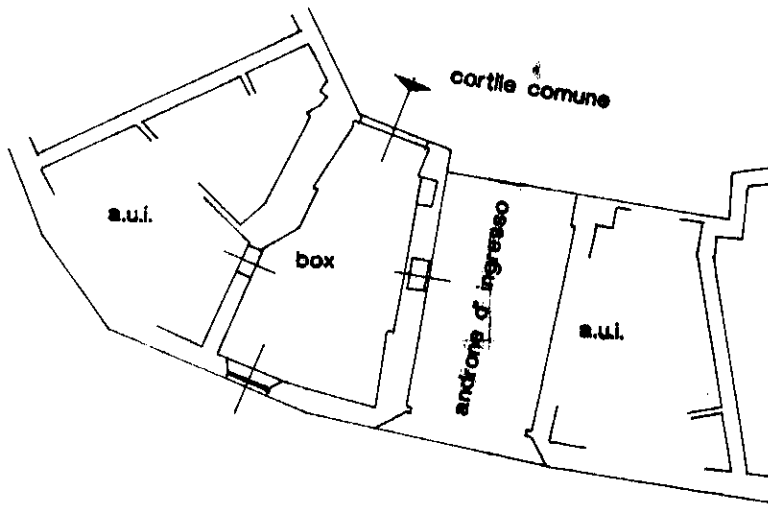 cortile comune
a.u.i.
box
androne d' ingresso
a.u.i.